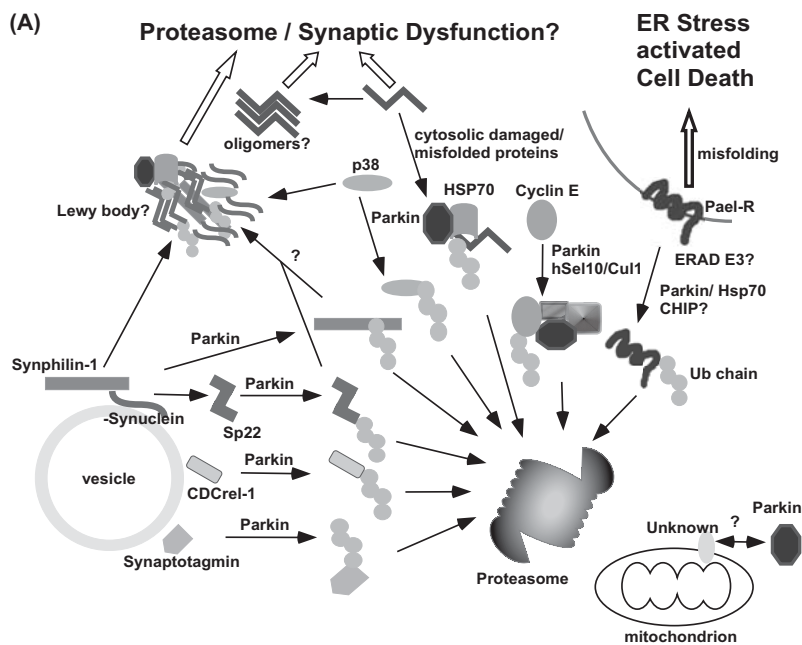 (A)
Proteasome / Synaptic Dysfunction?
ER Stress
activated
Cell Death
oligomers?
cytosolic damaged/
misfolded proteins
misfolding
p38
HSP70
Cyclin E
Lewy body?
Parkin
Pael-R
?
Parkin
hSel10/Cul1
ERAD E3?
Parkin/ Hsp70
CHIP?
Parkin
Synphilin-1
Parkin
Ub chain
-Synuclein
Sp22
vesicle
Parkin
CDCrel-1
Parkin
Synaptotagmin
Proteasome
Unknown
?
Parkin
mitochondrion